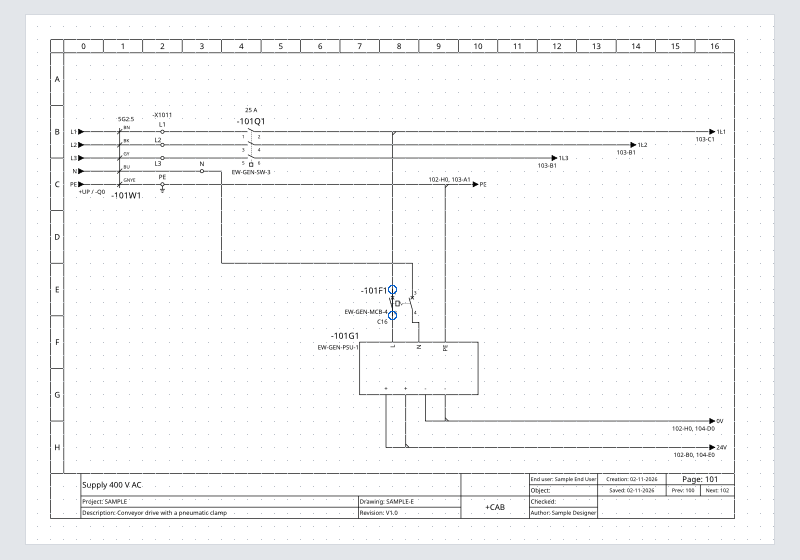 0 1 2 3 4 5 6 7 8 9 10 11 12 13 14 15 16
A
B
C
D
E
F
G
H
25 A
-101Q1
5G2.5
-X1011
L1
BN
L1
1 2
1L1
103-C1
L2
BK
L2
3 4
1L2
103-B1
L3
GY
L3
5 6
1L3
103-B1
EW-GEN-SW-3
N
BU
N
PE
GNYE
PE
102-H0, 103-A1
PE
+UP / -Q0
-101W1
-101F1
3
EW-GEN-MCB-4
4
C16
-101G1
EW-GEN-PSU-1
L
N
PE
+ + - -
0V
102-H0, 104-D0
24V
102-B0, 104-E0
Supply 400 V AC
Project: SAMPLE
Drawing: SAMPLE-E
Description: Conveyor drive with a pneumatic clamp
Revision: V1.0
+CAB
End user: Sample End User
Object:
Checked:
Author: Sample Designer
Creation: 02-11-2026
Saved: 02-11-2026
Page: 101
Prev: 100
Next: 102